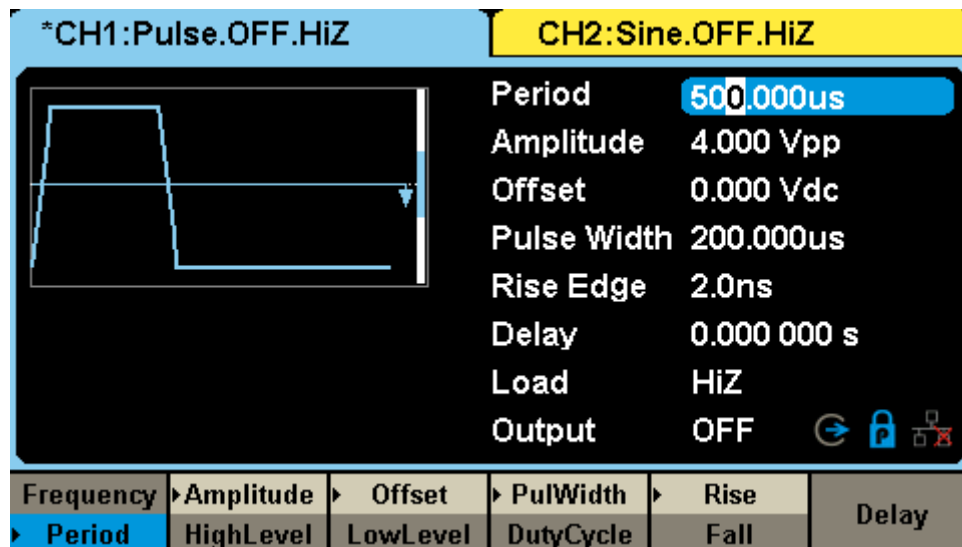 *CH1:Pulse.OFF.HiZ CH2:Sine.OFF.HiZ
Period 500.000us
Amplitude 4.000 Vpp
Offset 0.000 Vdc
Pulse Width 200.000us
Rise Edge 2.0ns
Delay 0.000 000 s
Load HiZ
Output OFF P
Frequency Amplitude Offset PulWidth Rise Delay
Period HighLevel LowLevel DutyCycle Fall